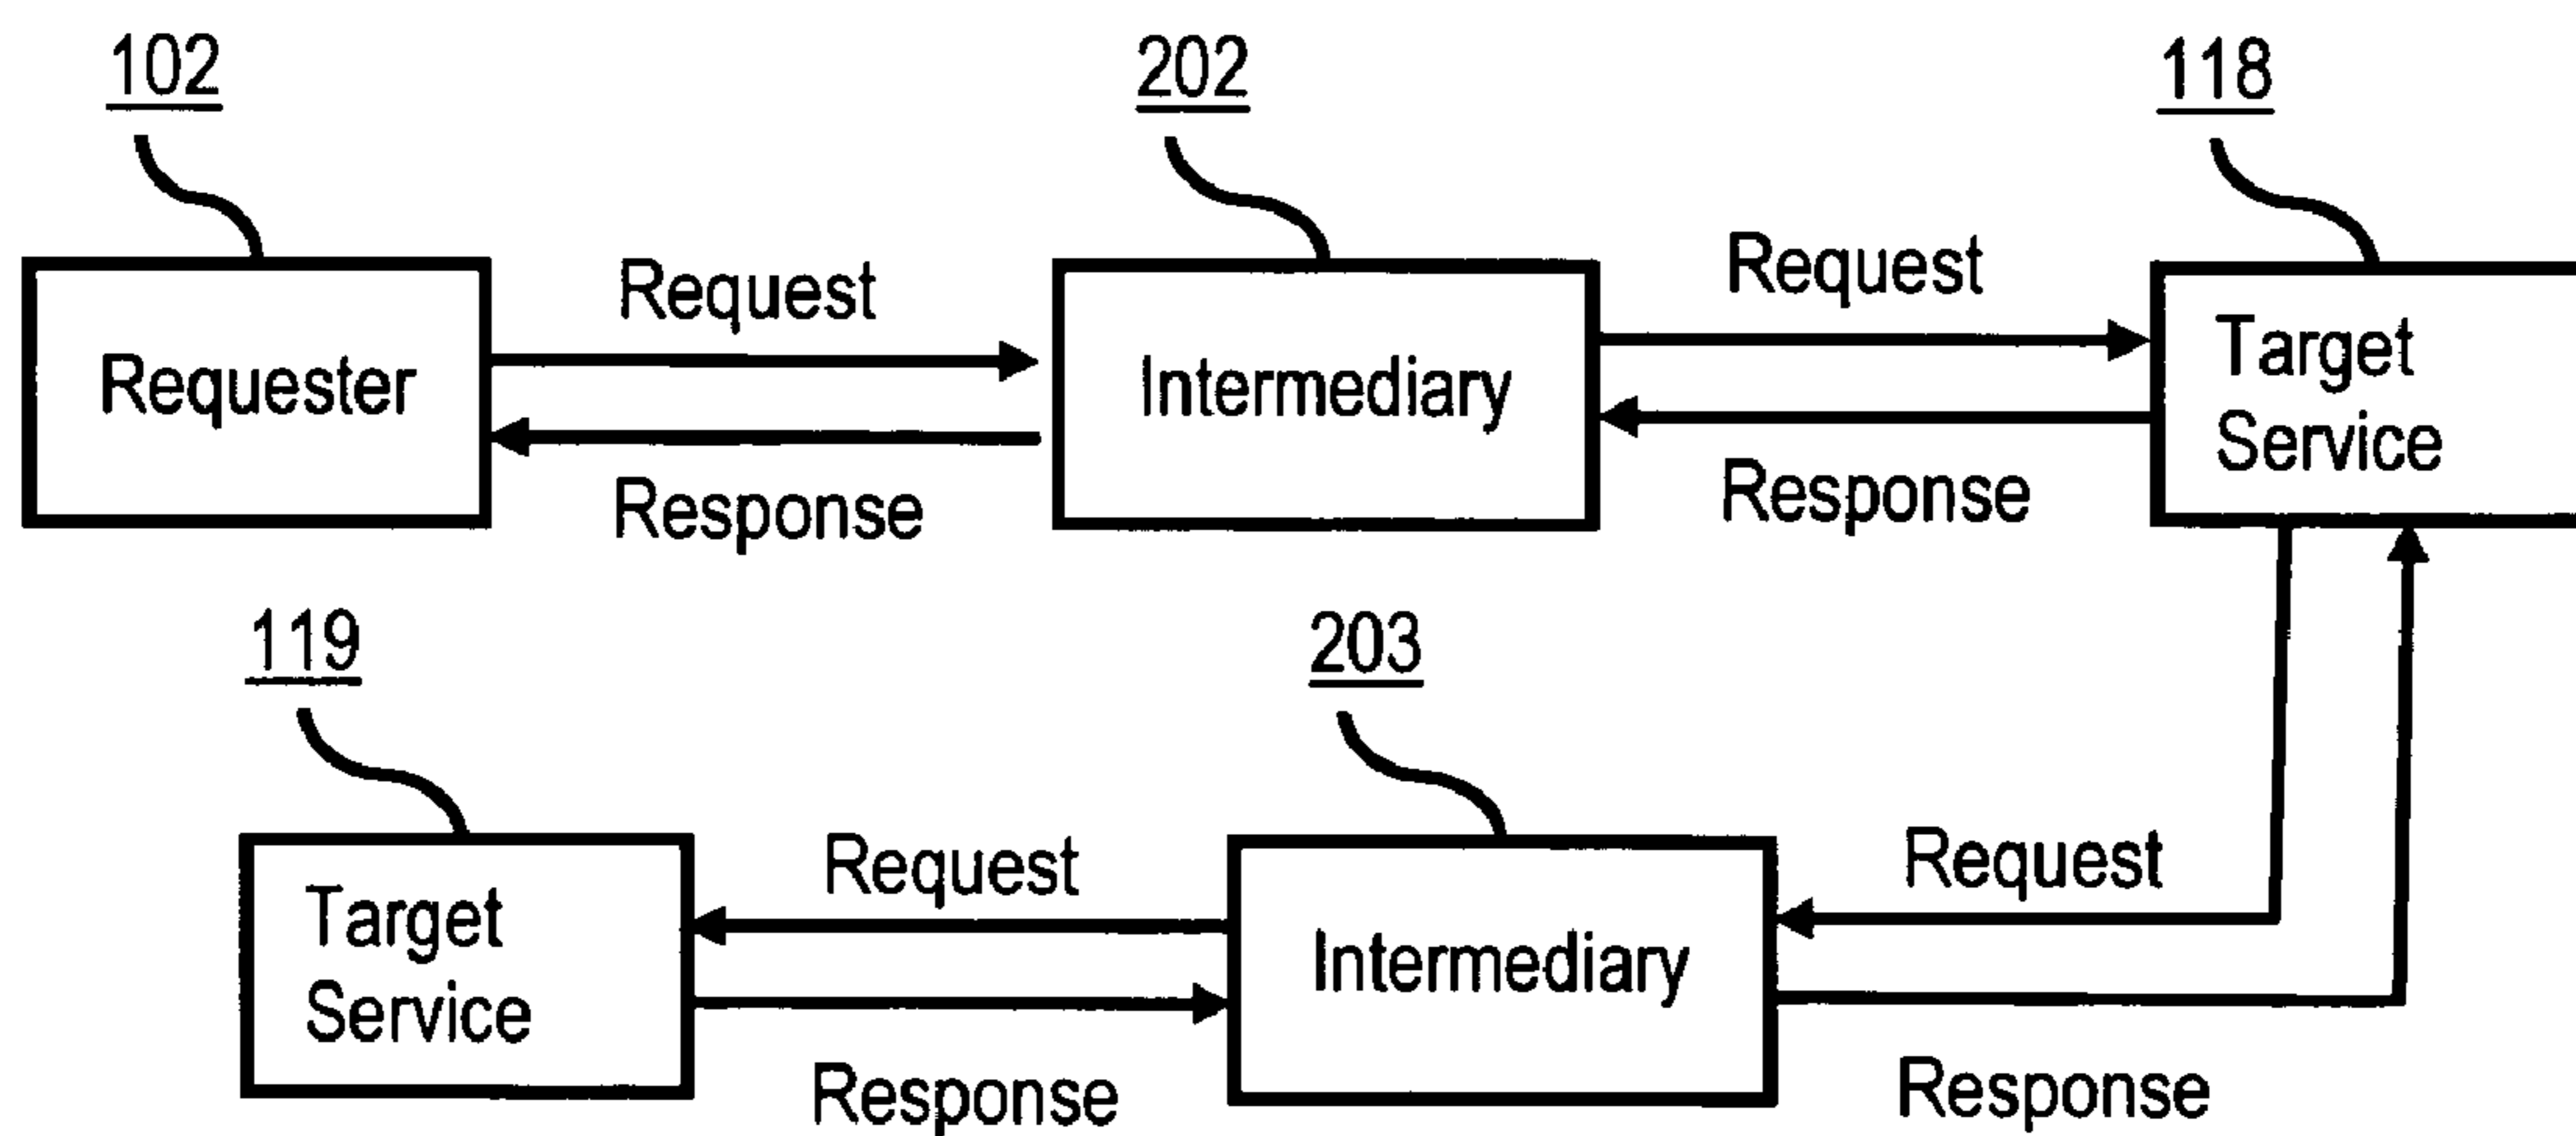 102
202
118
Request
Request
Requester
Intermediary
Target
Service
Response
Response
119
203
Request
Request
Target
Service
Intermediary
Response
Response